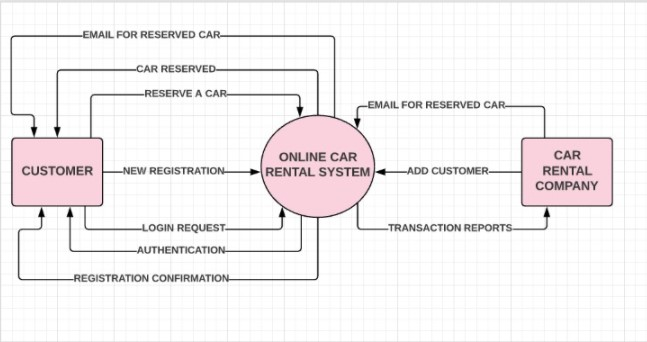 EMAIL FOR RESERVED CAR
CAR RESERVED
RESERVE A CAR
EMAIL FOR RESERVED CAR
CUSTOMER
NEW REGISTRATION
ONLINE CAR
RENTAL SYSTEM
ADD CUSTOMER
CAR
RENTAL
COMPANY
LOGIN REQUEST
TRANSACTION REPORTS
AUTHENTICATION
REGISTRATION CONFIRMATION